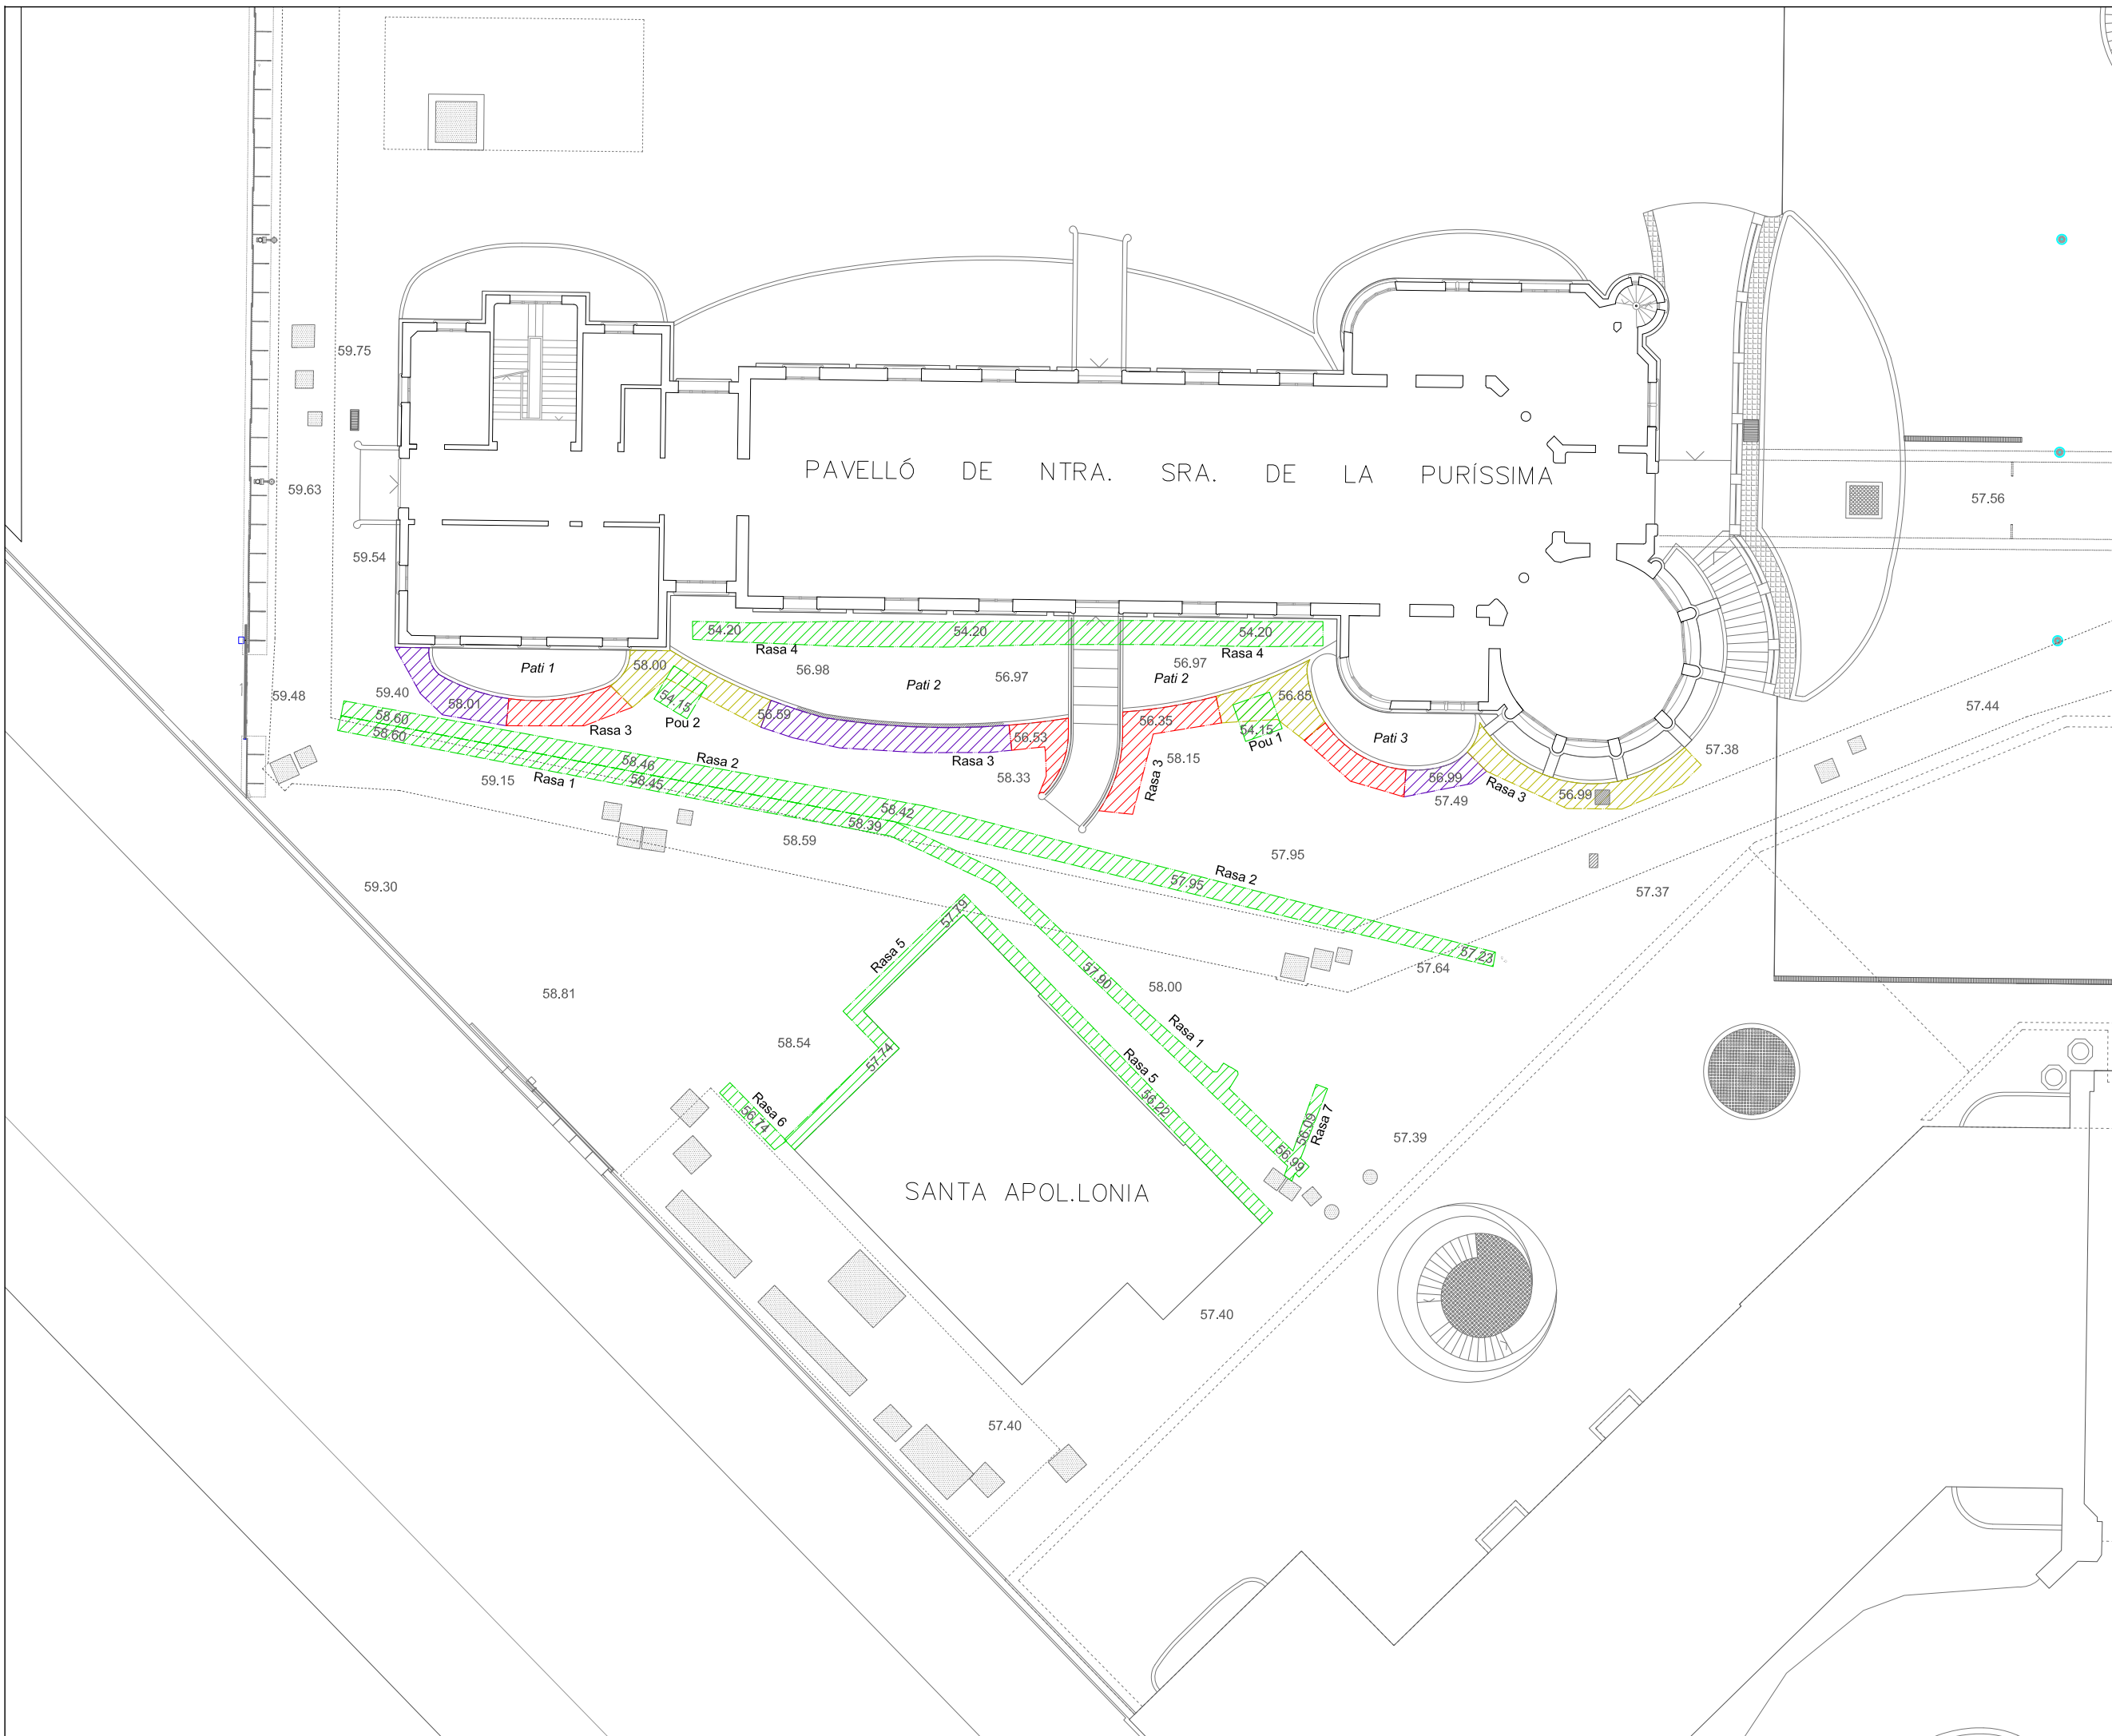 59.75
PAVELLÓ DE NTRA. SRA. DE LA PURÍSSIMA
59.63
57.56
59.54
54.20
54.20
54.20
Rasa 4
Rasa 4
Pati 1
58.00
56.98
56.97
56.97
Pati 2
Pati 2
59.48
59.40
58.01
54.15
Pou 2
56.59
56.85
56.35
57.44
58.60
58.60
Rasa 3
56.53
54.15
Pou 1
Pati 3
57.38
58.46
Rasa 2
Rasa 3
58.15
59.15
Rasa 1
58.45
58.33
Rasa 3
56.99
57.49
Rasa 3
56.99
58.42
58.39
58.59
57.95
59.30
57.95
Rasa 2
57.37
57.79
Rasa 5
57.23
57.64
58.81
57.90
58.00
58.54
57.74
Rasa 1
Rasa 5
Rasa 6
56.74
56.22
56.09
Rasa 7
57.39
56.99
SANTA APOL.LONIA
57.40
57.40